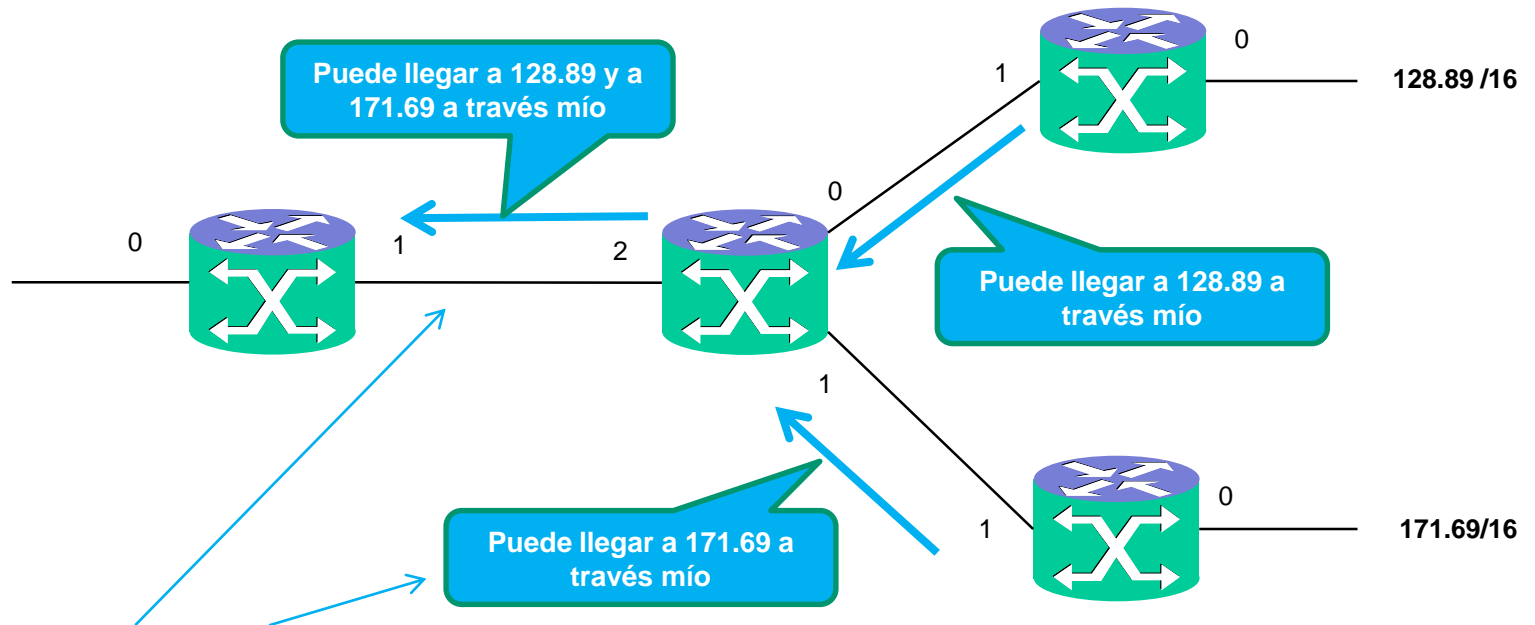 Puede llegar a 128.89 y a
171.69 a través mío
0
1
128.89 /16
0
0
1
2
Puede llegar a 128.89 a
través mío
1
Puede llegar a 171.69 a
través mío
0
1
171.69/16